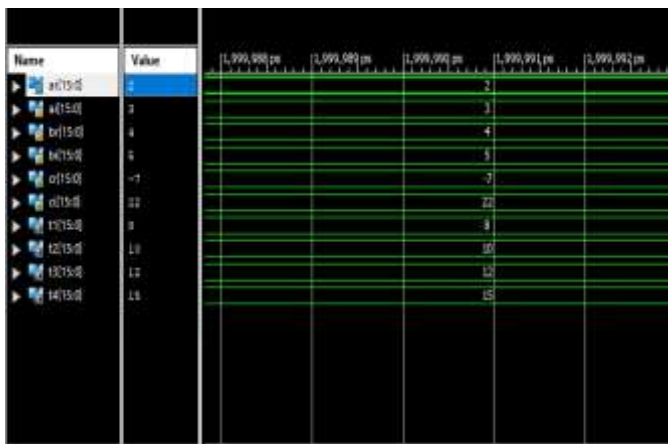 Name Value 1,999,988 ps 1,999,989 ps 1,999,990 ps 1,999,991 ps 1,999,992 ps
ar[15:0] 2 2
ai[15:0] 3 3
br[15:0] 4 4
bi[15:0] 5 5
cr[15:0] -7 -7
ci[15:0] 22 22
t1[15:0] 8 8
t2[15:0] 10 10
t3[15:0] 12 12
t4[15:0] 15 15